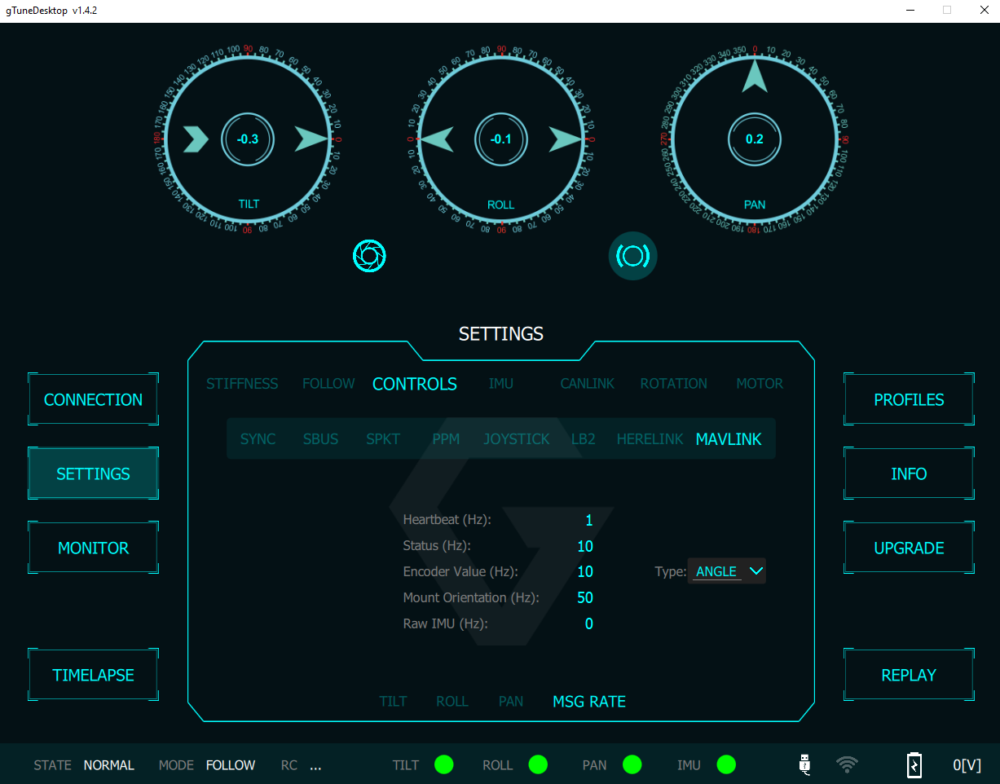 gTuneDesktop v1.4.2
-0.3
-0.1
0.2
TILT
ROLL
PAN
SETTINGS
STIFFNESS FOLLOW CONTROLS IMU CANLINK ROTATION MOTOR
CONNECTION
PROFILES
SYNC SBUS SPKT PPM JOYSTICK LB2 HERELINK MAVLINK
SETTINGS
INFO
Heartbeat (Hz): 1
MONITOR
Status (Hz): 10
UPGRADE
Encoder Value (Hz): 10 Type: ANGLE
Mount Orientation (Hz): 50
Raw IMU (Hz): 0
TIMELAPSE
REPLAY
TILT ROLL PAN MSG RATE
STATE NORMAL MODE FOLLOW RC ... TILT ROLL PAN IMU 0[V]